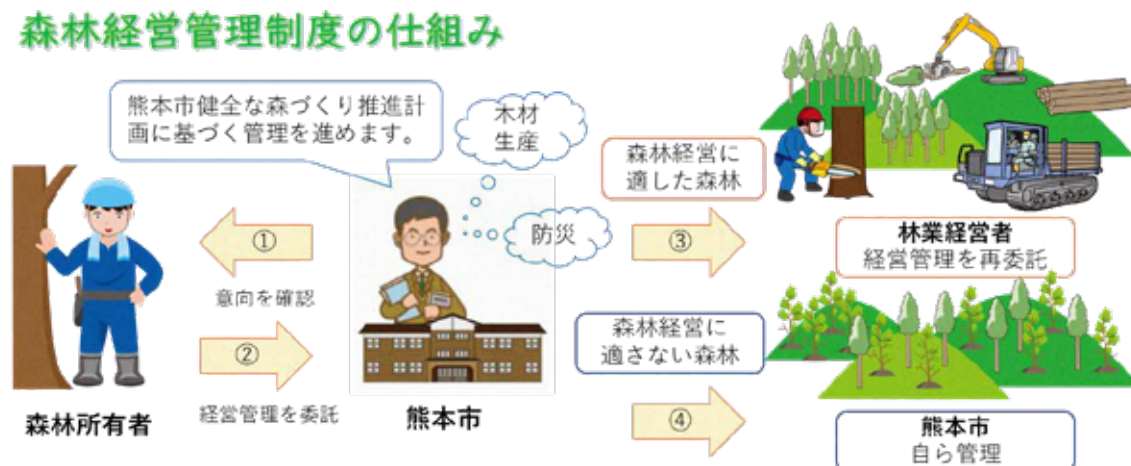 森林経営管理制度の仕組み
熊本市健全な森づくり推進計
画に基づく管理を進めます。
木材
生産
防災
①
意向を確認
②
経営管理を委託
森林所有者
熊本市
森林経営に
適した森林
③
林業経営者
経営管理を再委託
森林経営に
適さない森林
④
熊本市
自ら管理